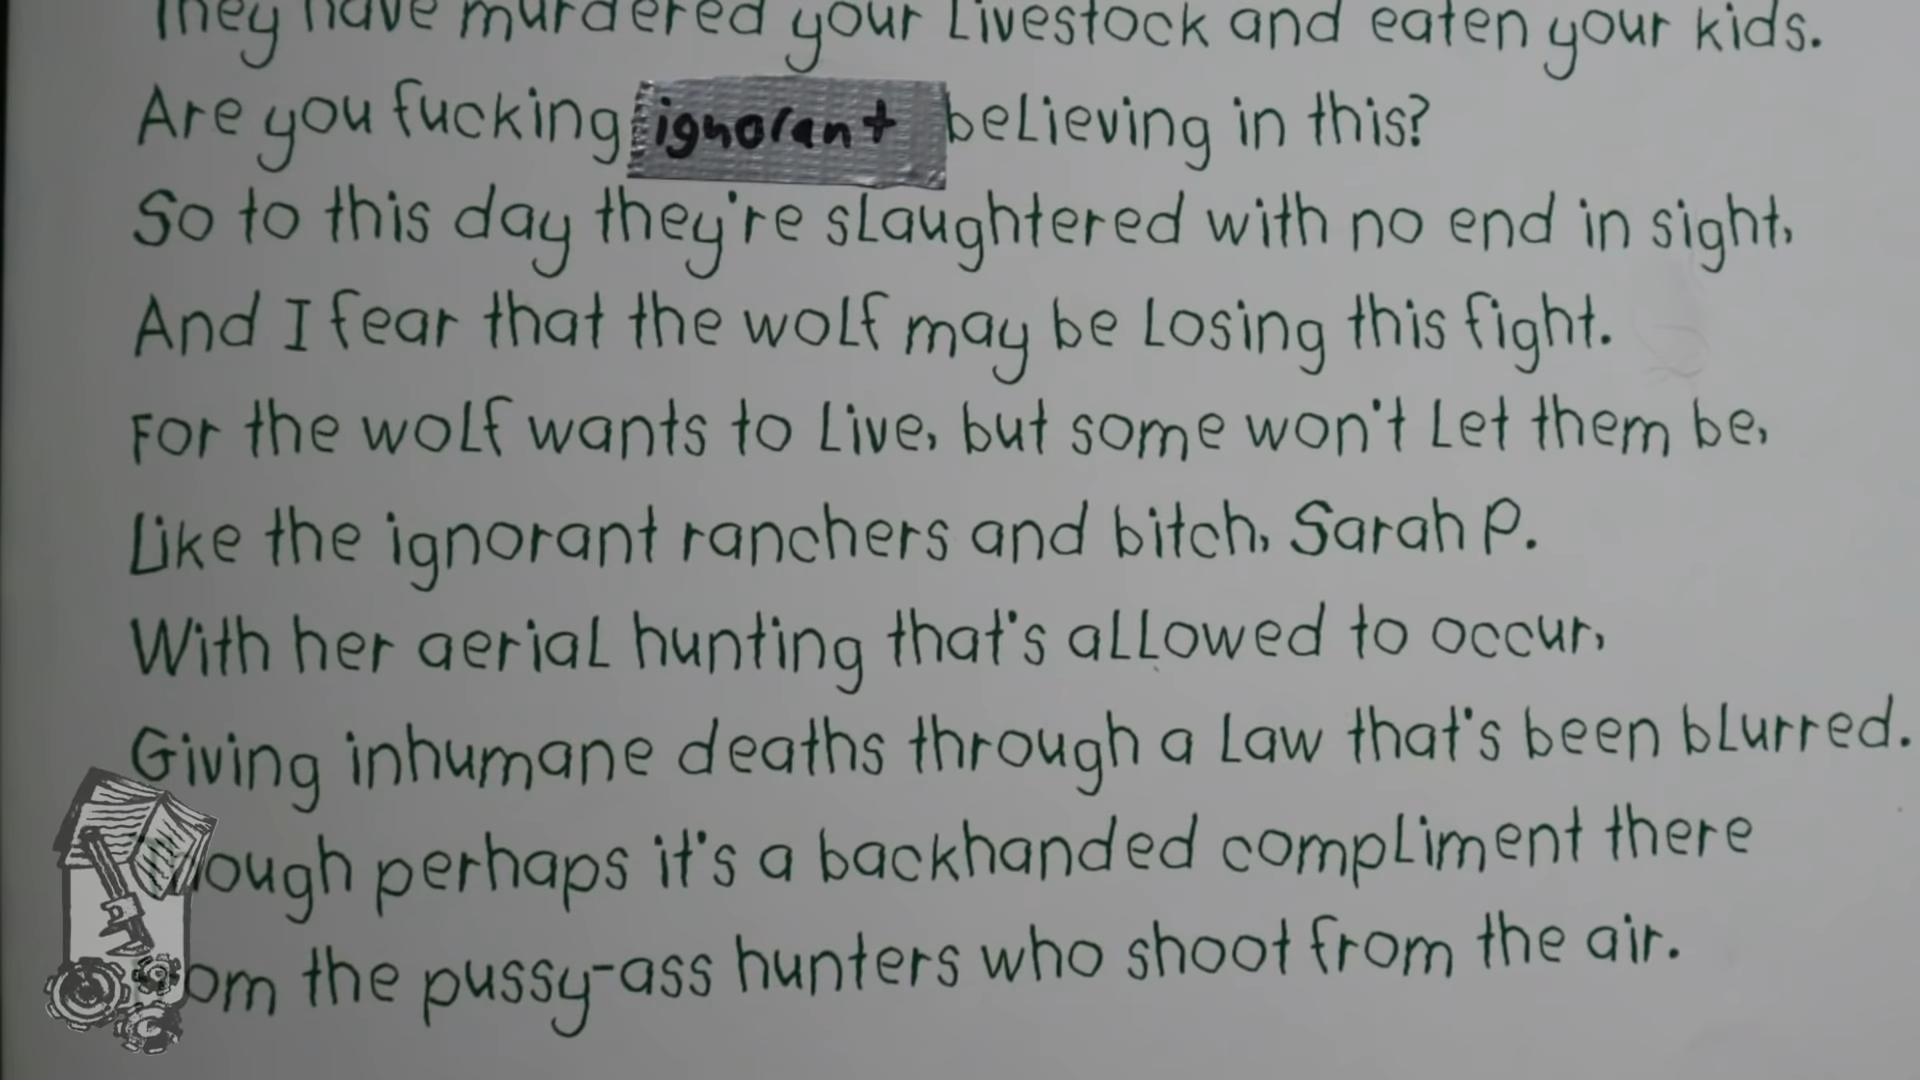 They have murdered your Livestock and eaten your kids.
Are you fucking ignorant believing in this?
So to this day they're slaughtered with no end in sight,
And I fear that the wolf may be Losing this fight.
For the wolf wants to Live, but some won't Let them be,
Like the ignorant ranchers and bitch, Sarah P.
With her aerial hunting that's allowed to occur,
Giving inhumane deaths through a Law that's been blurred.
perhaps it's a backhanded compliment there
the pussy-ass hunters who shoot from the air.